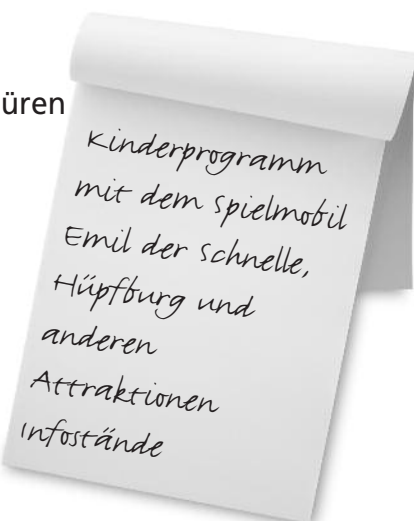 üren
Kinderprogramm
mit dem Spielmobil
Emil der Schnelle,
Hüpfburg und
anderen
Attraktionen
Infostände